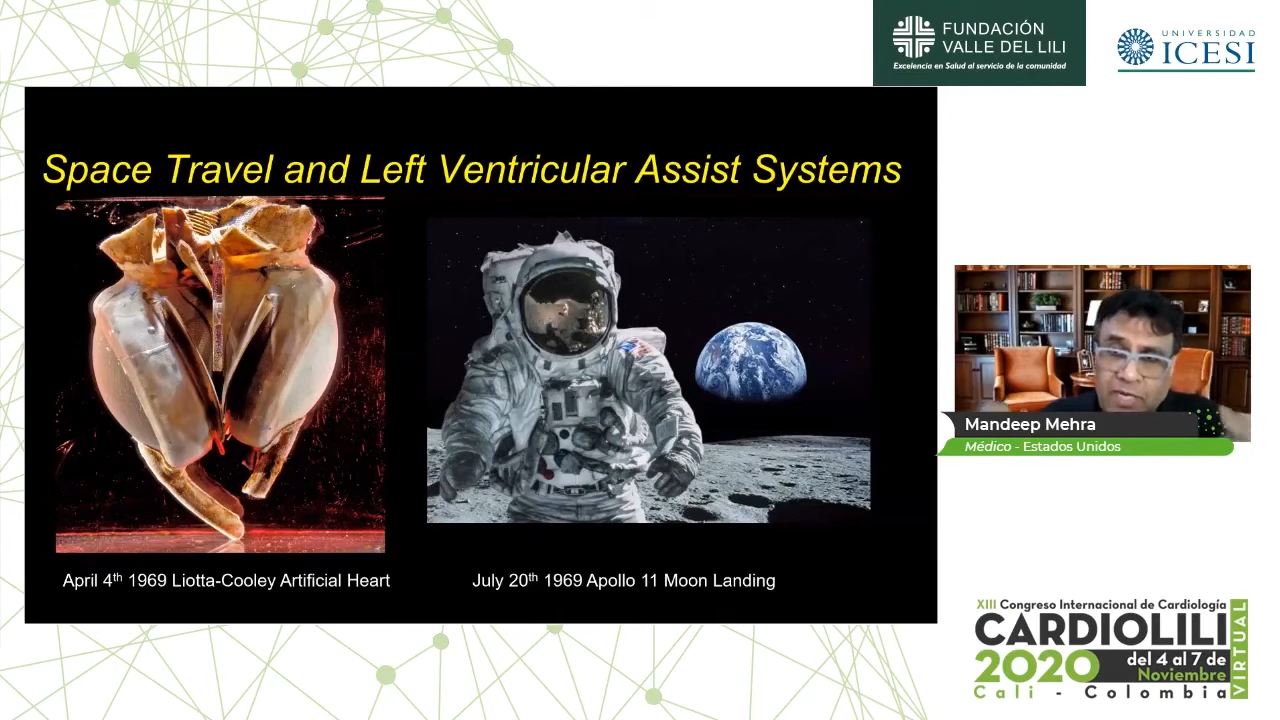 FUNDACIÓN
VALLE DEL LILI
Excelencia en Salud al servicio de la comunidad
UNIVERSIDAD
ICESI
Space Travel and Left Ventricular Assist Systems
April 4th 1969 Liotta-Cooley Artificial Heart
July 20th 1969 Apollo 11 Moon Landing
Mandeep Mehra
Médico - Estados Unidos
XIII Congreso Internacional de Cardiología
CARDIOLILI
2020 del 4 al 7 de
Noviembre
Cali - Colombia
VIRTUAL